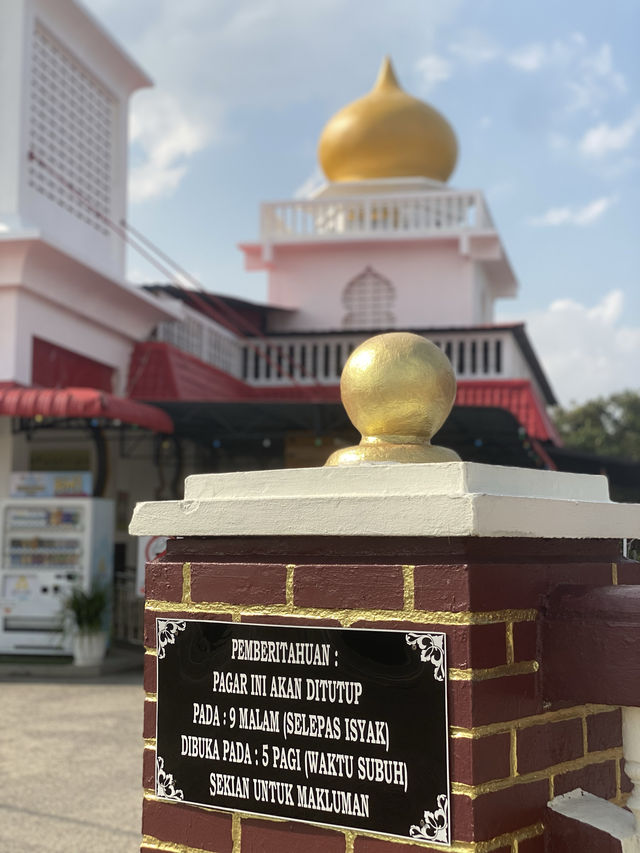 PEMBERITAHUAN :
PAGAR INI AKAN DITUTUP
PADA : 9 MALAM (SELEPAS ISYAK)
DIBUKA PADA : 5 PAGI (WAKTU SUBUH)
SEKIAN UNTUK MAKLUMAN